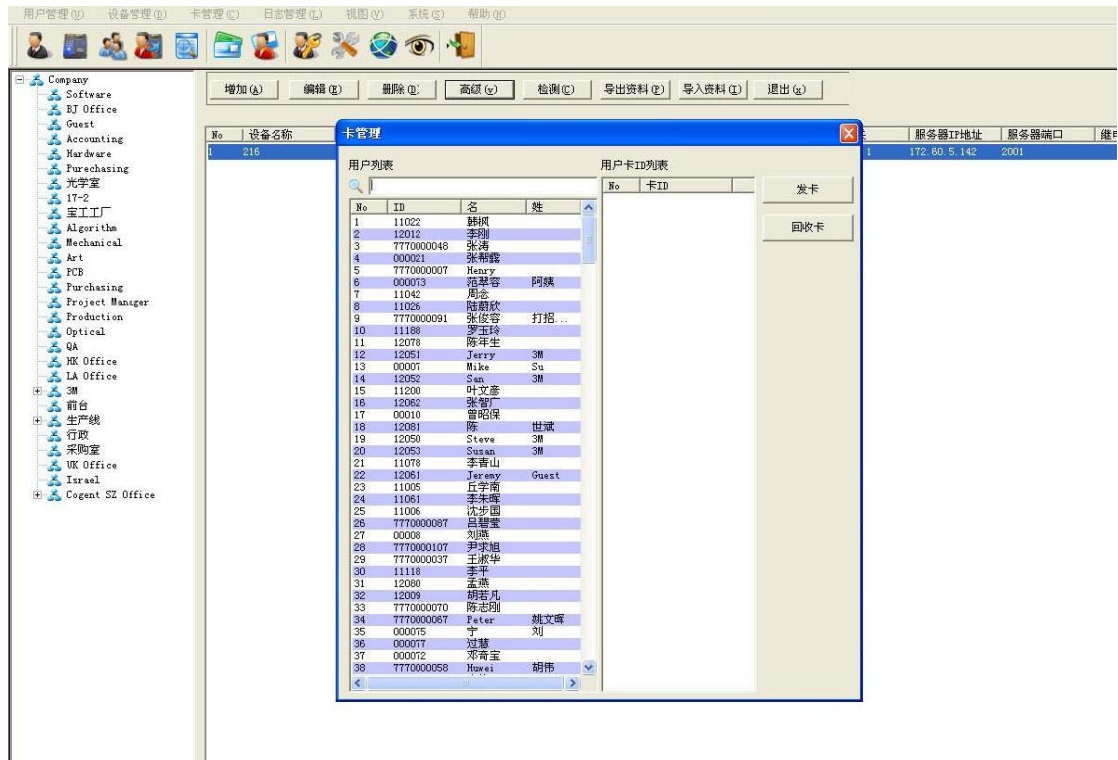 用户管理(U) 设备管理(D) 卡管理(C) 日志管理(L) 视图(V) 系统(S) 帮助(H)
Company
Software
BJ Office
Guest
Accounting
Hardware
Purechasing
光学室
17-2
宝工工厂
Algorithm
Mechanical
Art
PCB
Purchasing
Project Manager
Production
Optical
QA
HK Office
LA Office
3M
前台
生产线
行政
采购室
UK Office
Israel
Cogent SZ Office
增加(A) 编辑(E) 删除(D) 高级(V) 检测(C) 导出资料(P) 导入资料(I) 退出(X)
No 设备名称 服务器IP地址 服务器端口
1 216 1 172.60.5.142 2001
卡管理
用户列表
No ID 名 姓
1 11022 韩枫
2 12012 李刚
3 7770000048 张涛
4 000021 张帮露
5 7770000007 Henry
6 000073 范翠容 阿姨
7 11042 周念
8 11026 陆蔚欣
9 7770000091 张俊容 打招...
10 11188 罗玉玲
11 12078 陈年生
12 12051 Jerry 3M
13 00007 Mike Su
14 12052 San 3M
15 11200 叶文彦
16 12062 张智广
17 00010 曾昭保
18 12081 陈 世斌
19 12050 Steve 3M
20 12053 Susan 3M
21 11078 李青山
22 12061 Jeremy Guest
23 11005 丘学南
24 11061 李朱晖
25 11006 沈步国
26 7770000087 吕碧莹
27 00008 刘燕
28 7770000107 尹求旭
29 7770000037 王淑华
30 11118 李平
31 12080 孟燕
32 12009 胡若凡
33 7770000070 陈志刚
34 7770000067 Peter 姚文晖
35 000075 宁 刘
36 000077 过慧
37 000072 邓奇宝
38 7770000058 Huwei 胡伟
用户卡ID列表
No 卡ID
发卡
回收卡